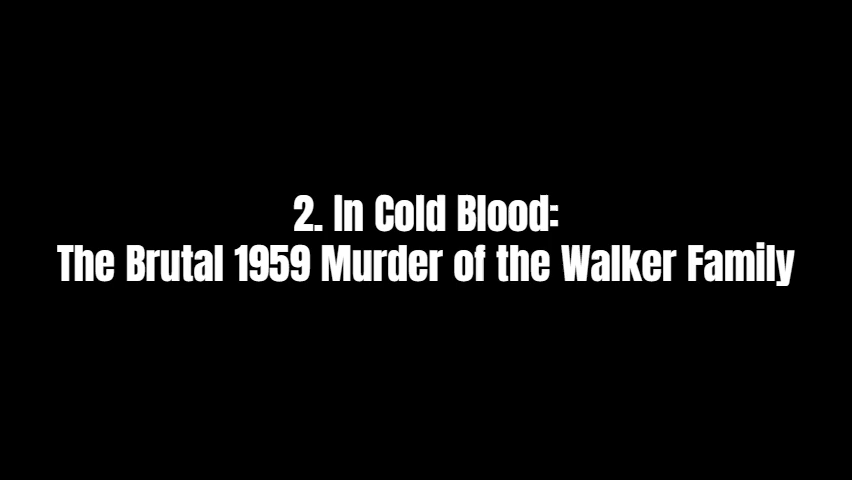 2. In Cold Blood:
The Brutal 1959 Murder of the Walker Family